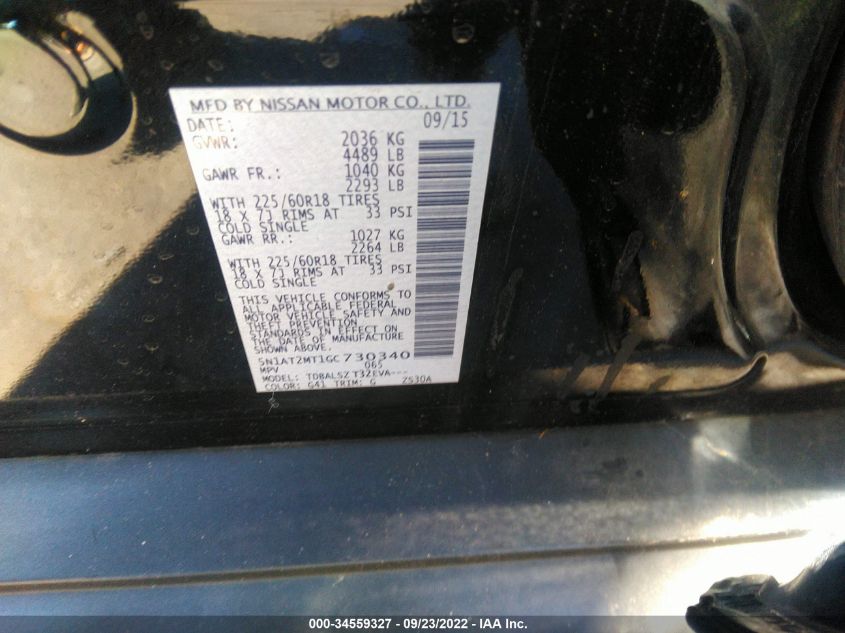 MFD BY NISSAN MOTOR CO., LTD.
DATE: 09/15
GVWR: 2036 KG
4489 LB
GAWR FR.: 1040 KG
2293 LB
WITH 225/60R18 TIRES
18 X 7J RIMS AT 33 PSI
COLD SINGLE
GAWR RR.: 1027 KG
2264 LB
WITH 225/60R18 TIRES
18 X 7J RIMS AT 33 PSI
COLD SINGLE
THIS VEHICLE CONFORMS TO
ALL APPLICABLE FEDERAL
MOTOR VEHICLE SAFETY AND
THEFT PREVENTION
STANDARDS IN EFFECT ON
THE DATE OF MANUFACTURE
SHOWN ABOVE.
5N1AT2MT1GC730340
MPV 065
MODEL: TDBALSZ T32EVA---
COLOR: G41 TRIM: G 2S30A
000-34559327 - 09/23/2022 - IAA Inc.